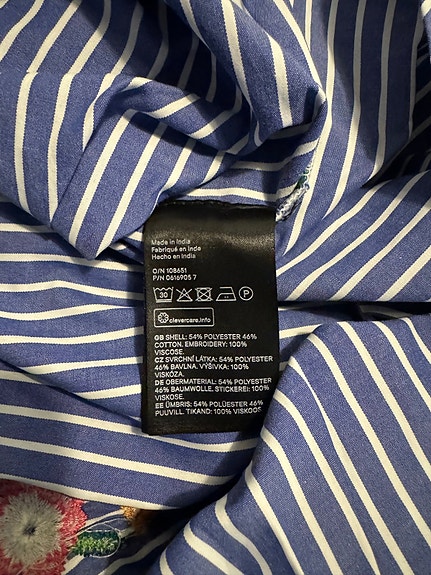 Made in India
Fabriqué en Inde
Hecho en India
O/N 108651
P/N 0616905 7
30 P
clevercare.info
GB SHELL: 54% POLYESTER 46%
COTTON. EMBROIDERY: 100%
VISCOSE.
CZ SVRCHNÍ LÁTKA: 54% POLYESTER
46% BAVLNA. VÝŠIVKA: 100%
VISKÓZA.
DE OBERMATERIAL: 54% POLYESTER
46% BAUMWOLLE. STICKEREI: 100%
VISKOSE.
EE ÜMBRIS: 54% POLÜESTER 46%
PUUVILL. TIKAND: 100% VISKOOS